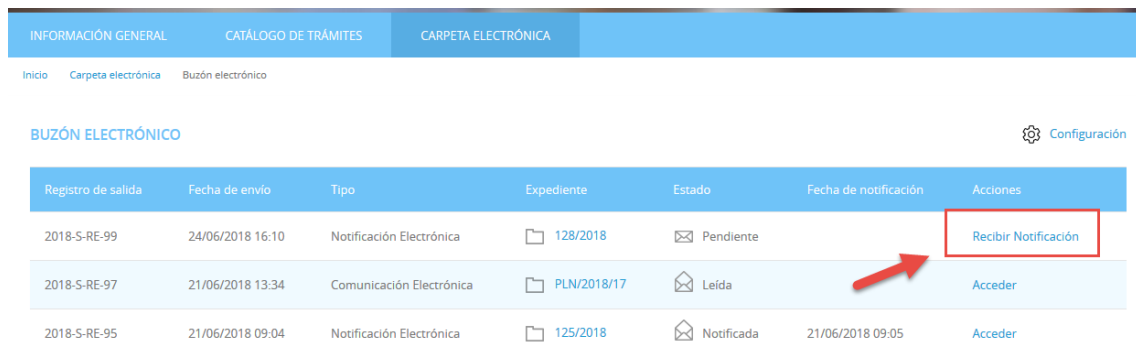 INFORMACIÓN GENERAL CATÁLOGO DE TRÁMITES CARPETA ELECTRÓNICA
Inicio Carpeta electrónica Buzón electrónico
BUZÓN ELECTRÓNICO Configuración
Registro de salida Fecha de envío Tipo Expediente Estado Fecha de notificación Acciones
2018-S-RE-99 24/06/2018 16:10 Notificación Electrónica 128/2018 Pendiente Recibir Notificación
2018-S-RE-97 21/06/2018 13:34 Comunicación Electrónica PLN/2018/17 Leída Acceder
2018-S-RE-95 21/06/2018 09:04 Notificación Electrónica 125/2018 Notificada 21/06/2018 09:05 Acceder